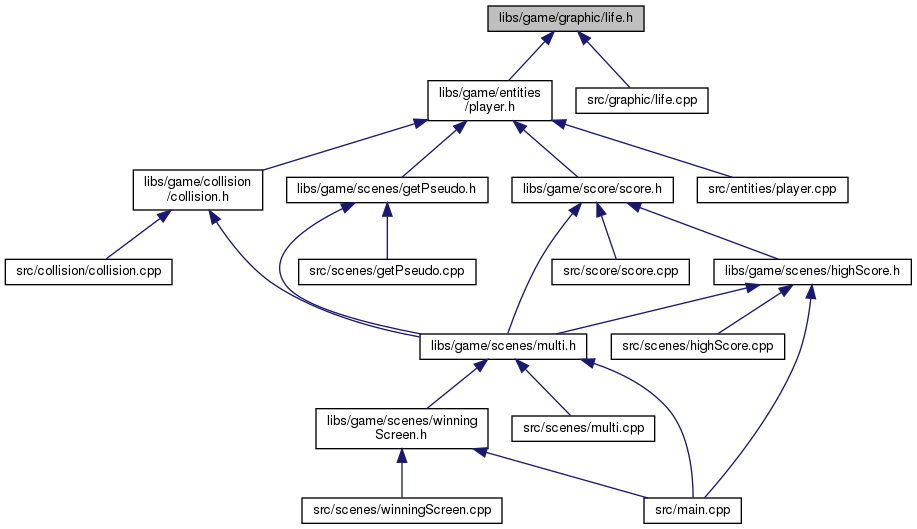 libs/game/graphic/life.h
libs/game/entities
/player.h
src/graphic/life.cpp
libs/game/collision
/collision.h
libs/game/scenes/getPseudo.h
libs/game/score/score.h
src/entities/player.cpp
src/collision/collision.cpp
src/scenes/getPseudo.cpp
src/score/score.cpp
libs/game/scenes/highScore.h
libs/game/scenes/multi.h
src/scenes/highScore.cpp
libs/game/scenes/winning
Screen.h
src/scenes/multi.cpp
src/scenes/winningScreen.cpp
src/main.cpp